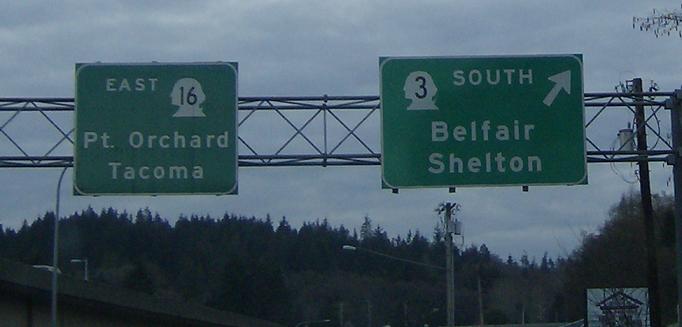 EAST 16
Pt. Orchard
Tacoma
3 SOUTH
Belfair
Shelton